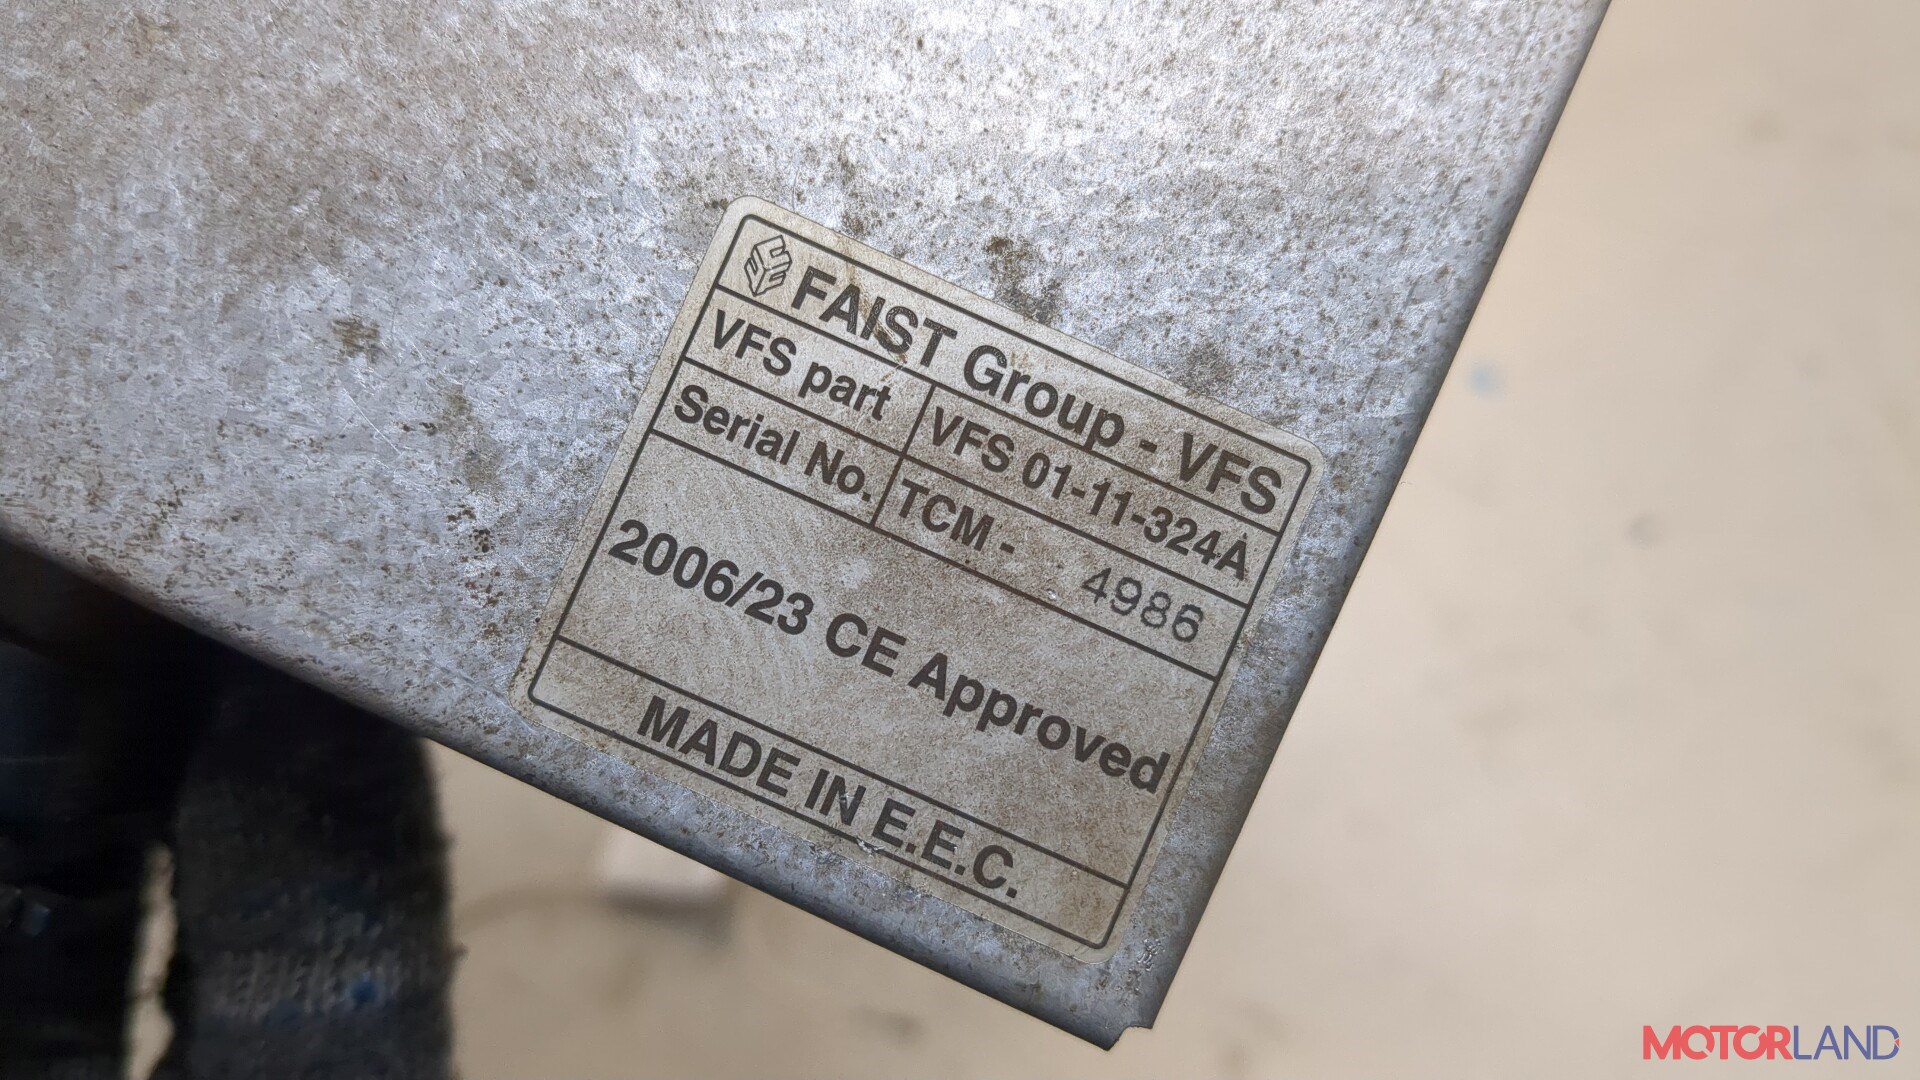 FAIST Group - VFS
VFS part VFS 01-11-324A
Serial No. TCM - 4986
2006/23 CE Approved
MADE IN E.E.C.
MOTORLAND